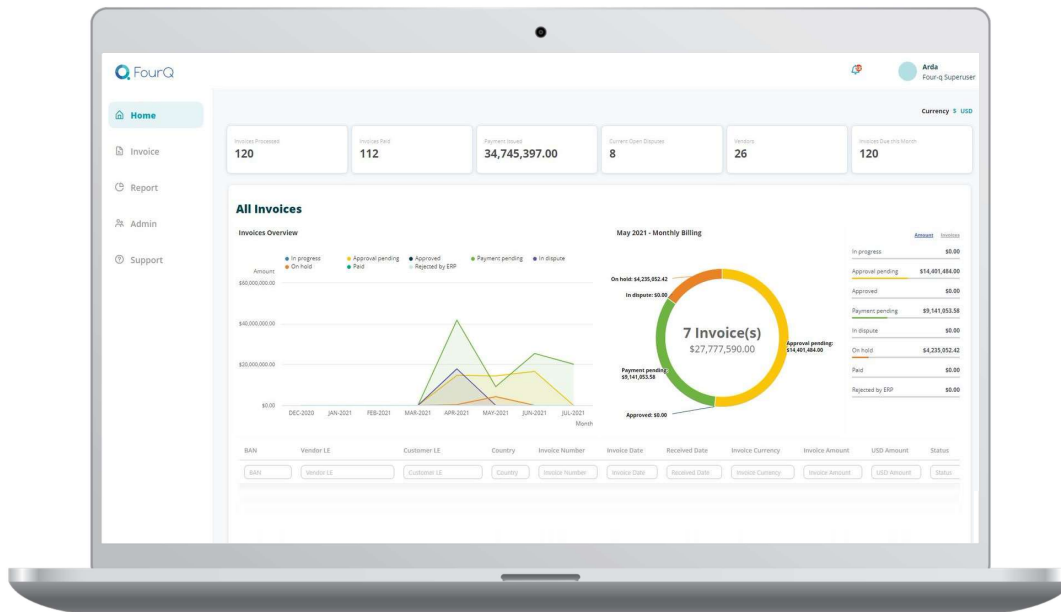 FourQ
Arda
Four-q Superuser
Currency $ USD
Home
Invoice
Report
Admin
Support
Invoices Processed
120
Invoices Paid
112
Payment Issued
34,745,397.00
Current Open Disputes
8
Vendors
26
Invoices Due this Month
120
All Invoices
Invoices Overview
In progress Approval pending Approved Payment pending In dispute
On hold Paid Rejected by ERP
Amount
$60,000,000.00
$40,000,000.00
$20,000,000.00
$0.00
DEC-2020 JAN-2021 FEB-2021 MAR-2021 APR-2021 MAY-2021 JUN-2021 JUL-2021
Month
May 2021 - Monthly Billing
On hold: $4,235,052.42
In dispute: $0.00
7 Invoice(s)
$27,777,590.00
Approval pending:
$14,401,484.00
Payment pending:
$9,141,053.58
Approved: $0.00
Amount Invoices
In progress $0.00
Approval pending $14,401,484.00
Approved $0.00
Payment pending $9,141,053.58
In dispute $0.00
On hold $4,235,052.42
Paid $0.00
Rejected by ERP $0.00
BAN Vendor LE Customer LE Country Invoice Number Invoice Date Received Date Invoice Currency Invoice Amount USD Amount Status
BAN Vendor LE Customer LE Country Invoice Number Invoice Date Received Date Invoice Currency Invoice Amount USD Amount Status